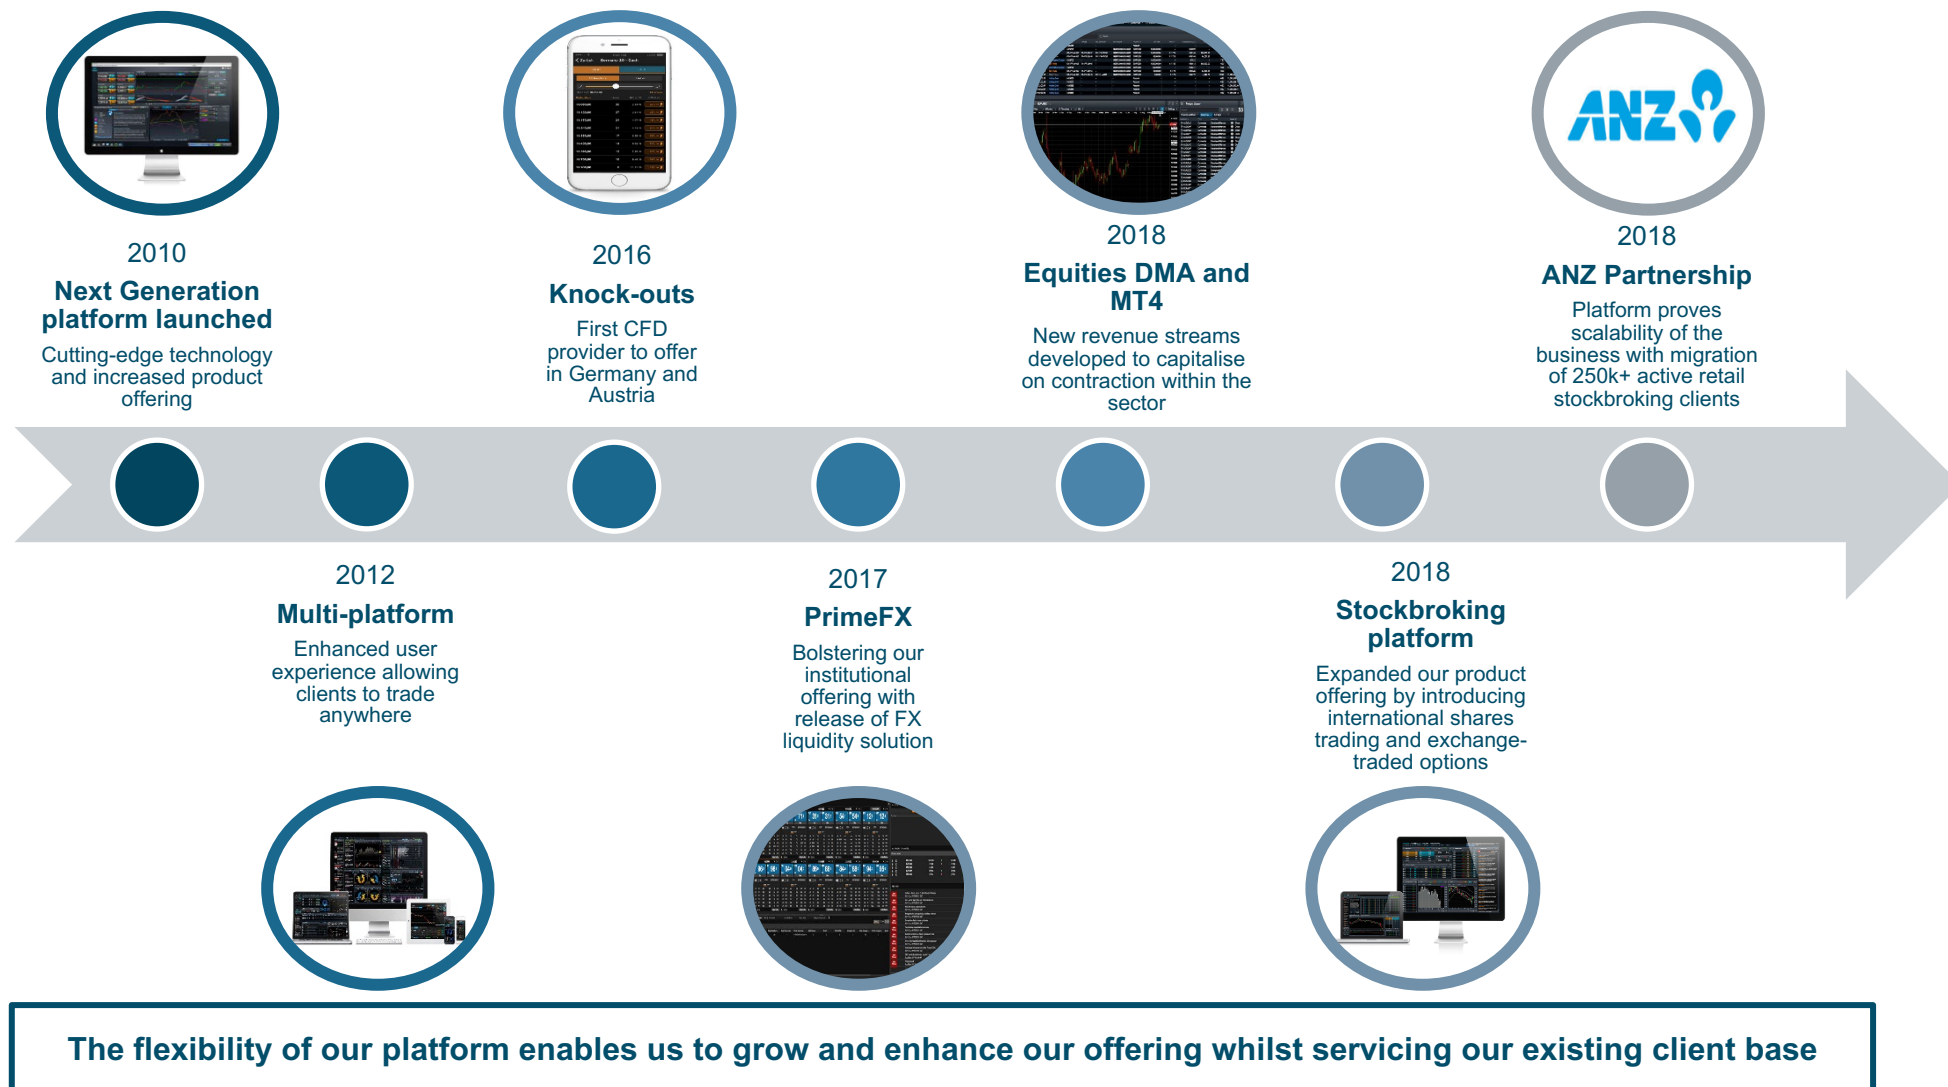 2010
Next Generation
platform launched
Cutting-edge technology
and increased product
offering
2012
Multi-platform
Enhanced user
experience allowing
clients to trade
anywhere
2016
Knock-outs
First CFD
provider to offer
in Germany and
Austria
2017
PrimeFX
Bolstering our
institutional
offering with
release of FX
liquidity solution
2018
Equities DMA and
MT4
New revenue streams
developed to capitalise
on contraction within the
sector
2018
Stockbroking
platform
Expanded our product
offering by introducing
international shares
trading and exchange-
traded options
ANZ
2018
ANZ Partnership
Platform proves
scalability of the
business with migration
of 250k+ active retail
stockbroking clients
The flexibility of our platform enables us to grow and enhance our offering whilst servicing our existing client base